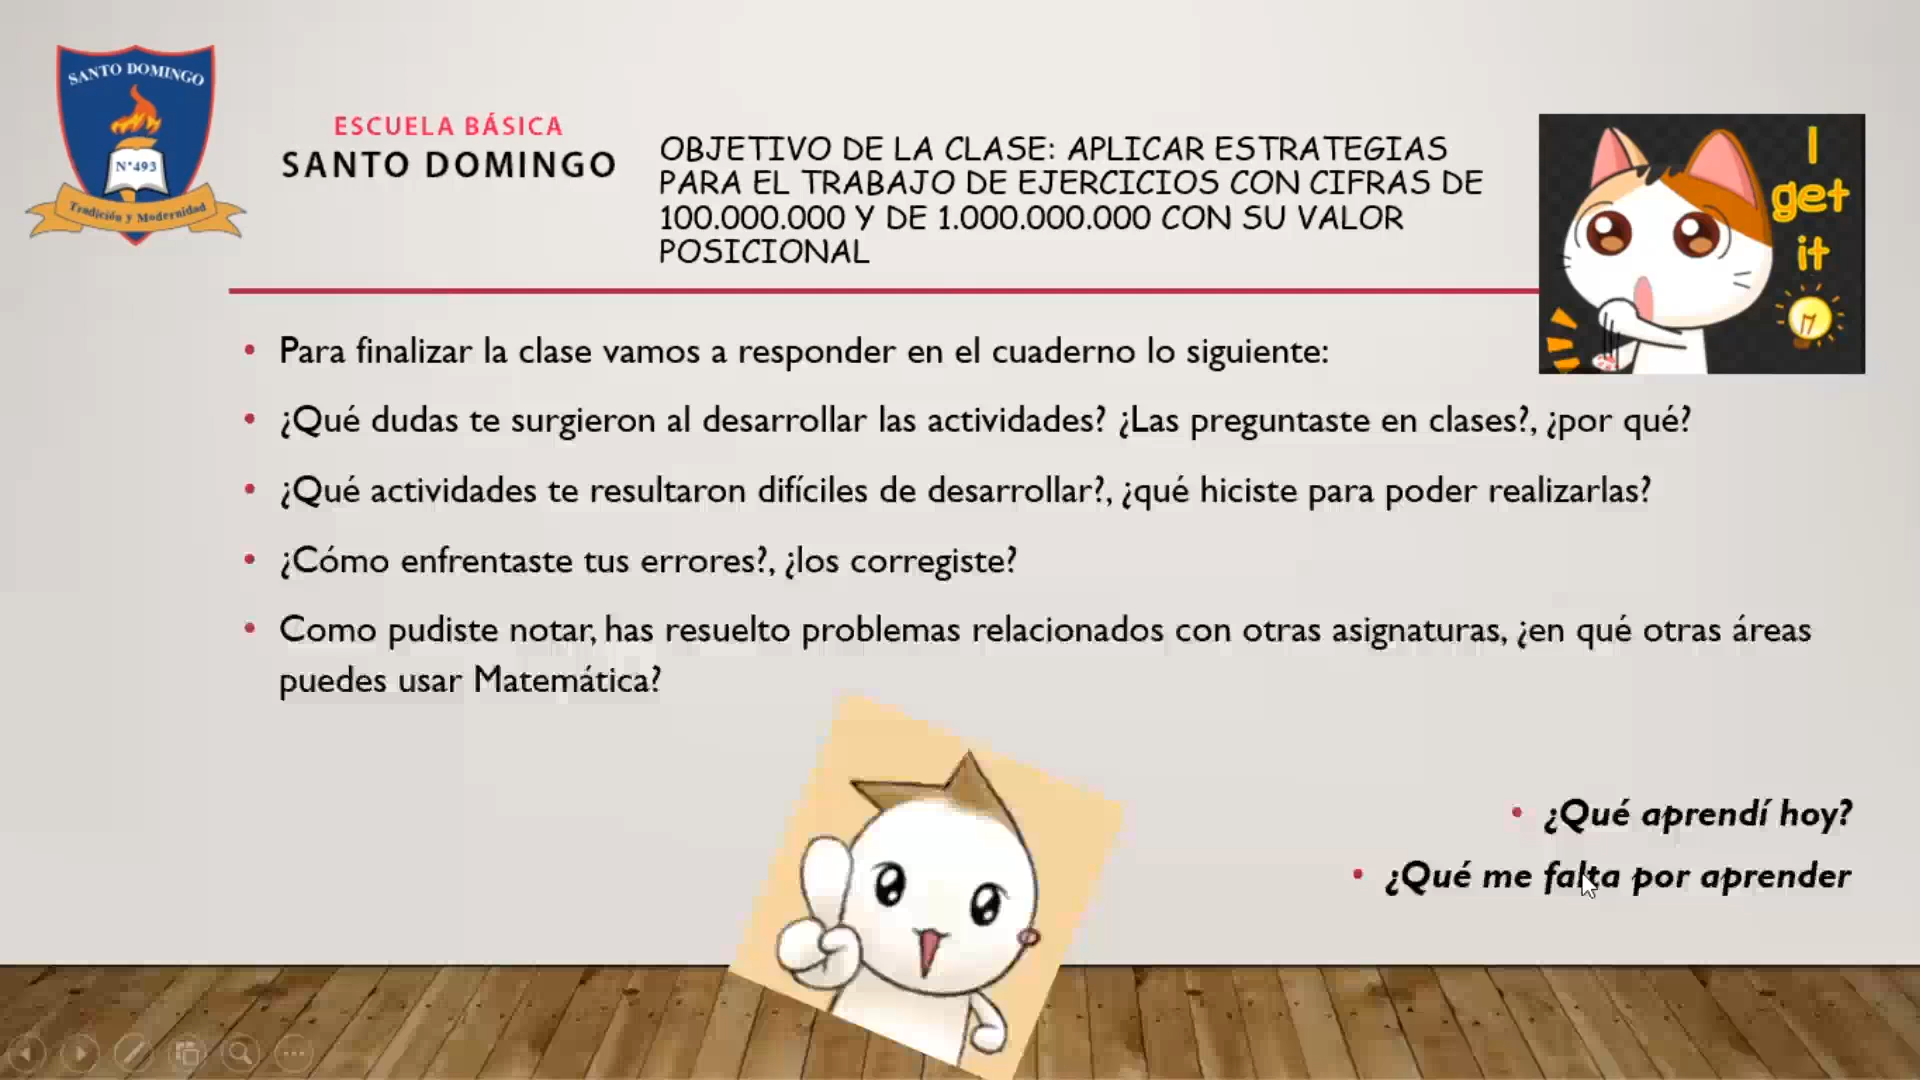 SANTO DOMINGO
N°493
Tradición y Modernidad
ESCUELA BÁSICA
SANTO DOMINGO
OBJETIVO DE LA CLASE: APLICAR ESTRATEGIAS
PARA EL TRABAJO DE EJERCICIOS CON CIFRAS DE
100.000.000 Y DE 1.000.000.000 CON SU VALOR
POSICIONAL
I
get
it
• Para finalizar la clase vamos a responder en el cuaderno lo siguiente:
• ¿Qué dudas te surgieron al desarrollar las actividades? ¿Las preguntaste en clases?, ¿por qué?
• ¿Qué actividades te resultaron difíciles de desarrollar?, ¿qué hiciste para poder realizarlas?
• ¿Cómo enfrentaste tus errores?, ¿los corregiste?
• Como pudiste notar, has resuelto problemas relacionados con otras asignaturas, ¿en qué otras áreas
puedes usar Matemática?
• ¿Qué aprendí hoy?
• ¿Qué me falta por aprender